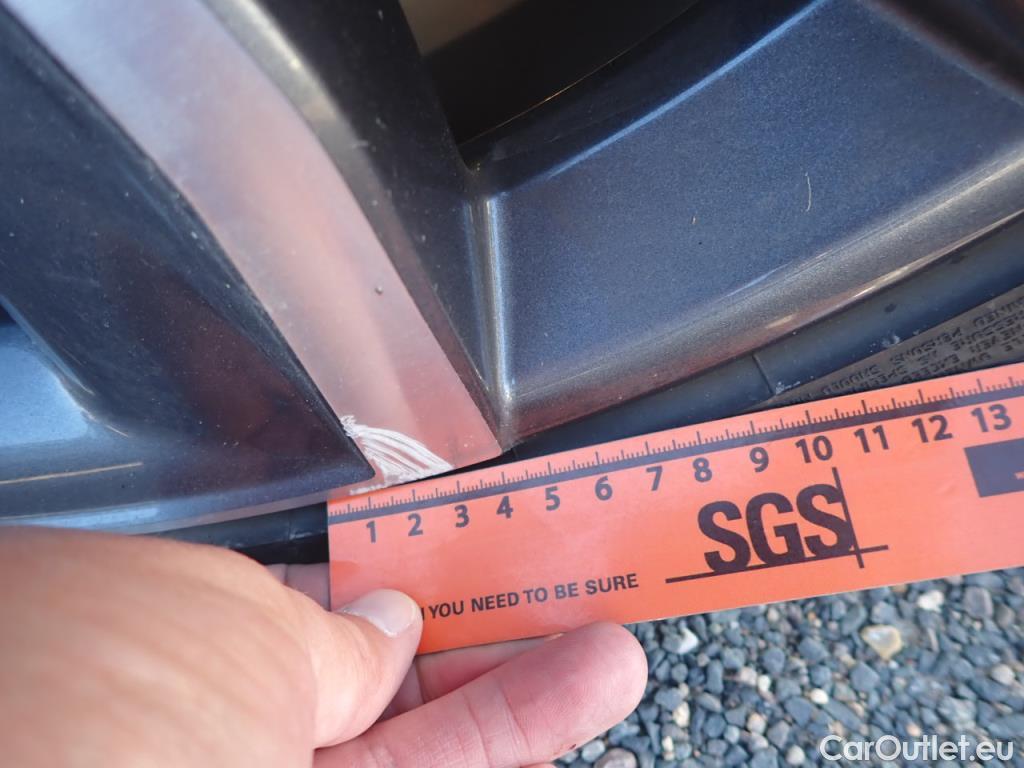 1 2 3 4 5 6 7 8 9 10 11 12 13
SGS
YOU NEED TO BE SURE
CarOutlet.eu